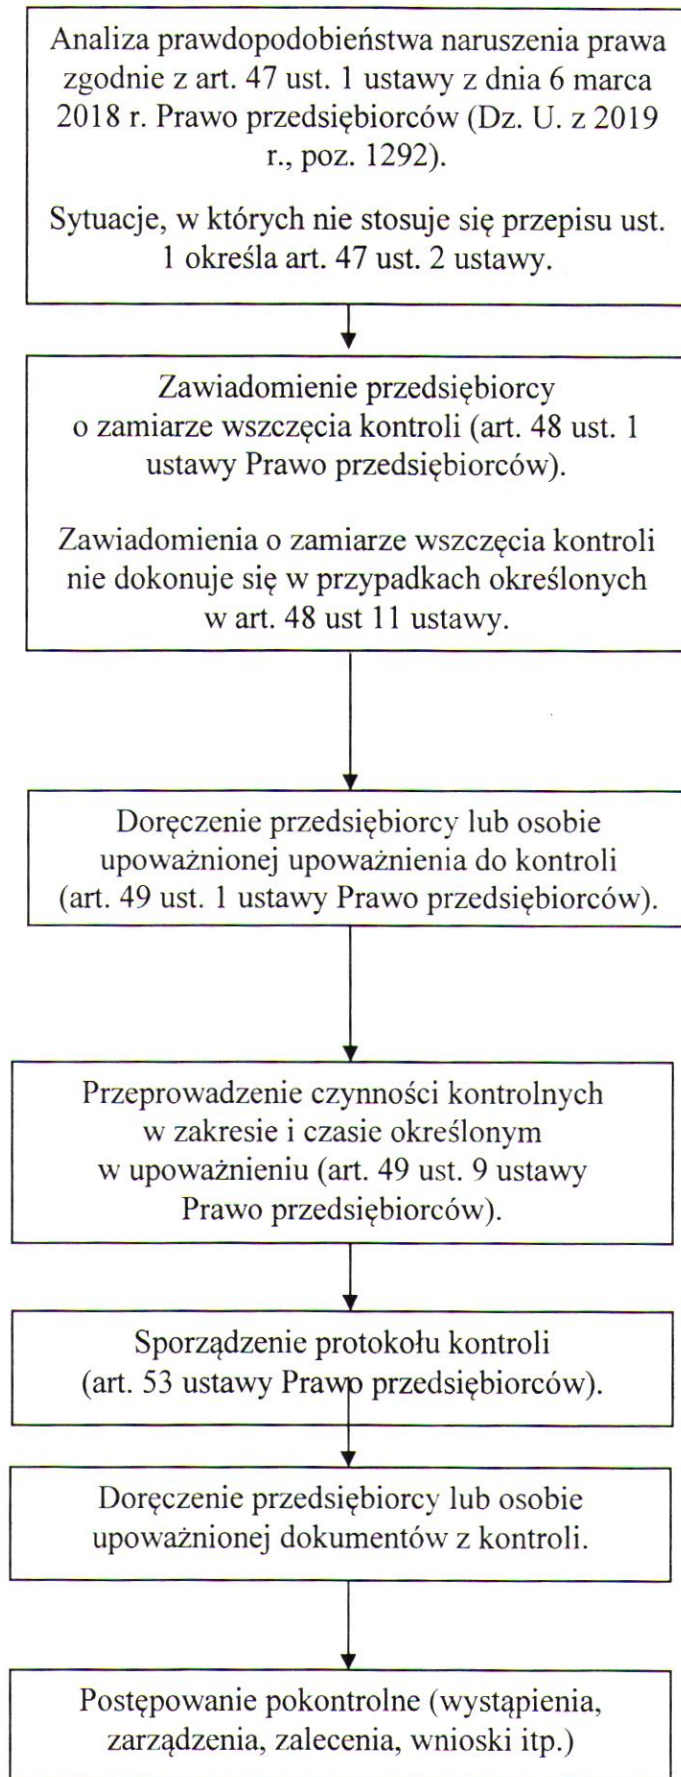 Analiza prawdopodobieństwa naruszenia prawa
zgodnie z art. 47 ust. 1 ustawy z dnia 6 marca
2018 r. Prawo przedsiębiorców (Dz. U. z 2019
r., poz. 1292).
Sytuacje, w których nie stosuje się przepisu ust.
1 określa art. 47 ust. 2 ustawy.
Zawiadomienie przedsiębiorcy
o zamiarze wszczęcia kontroli (art. 48 ust. 1
ustawy Prawo przedsiębiorców).
Zawiadomienia o zamiarze wszczęcia kontroli
nie dokonuje się w przypadkach określonych
w art. 48 ust 11 ustawy.
Doręczenie przedsiębiorcy lub osobie
upoważnionej upoważnienia do kontroli
(art. 49 ust. 1 ustawy Prawo przedsiębiorców).
Przeprowadzenie czynności kontrolnych
w zakresie i czasie określonym
w upoważnieniu (art. 49 ust. 9 ustawy
Prawo przedsiębiorców).
Sporządzenie protokołu kontroli
(art. 53 ustawy Prawo przedsiębiorców).
Doręczenie przedsiębiorcy lub osobie
upoważnionej dokumentów z kontroli.
Postępowanie pokontrolne (wystąpienia,
zarządzenia, zalecenia, wnioski itp.)